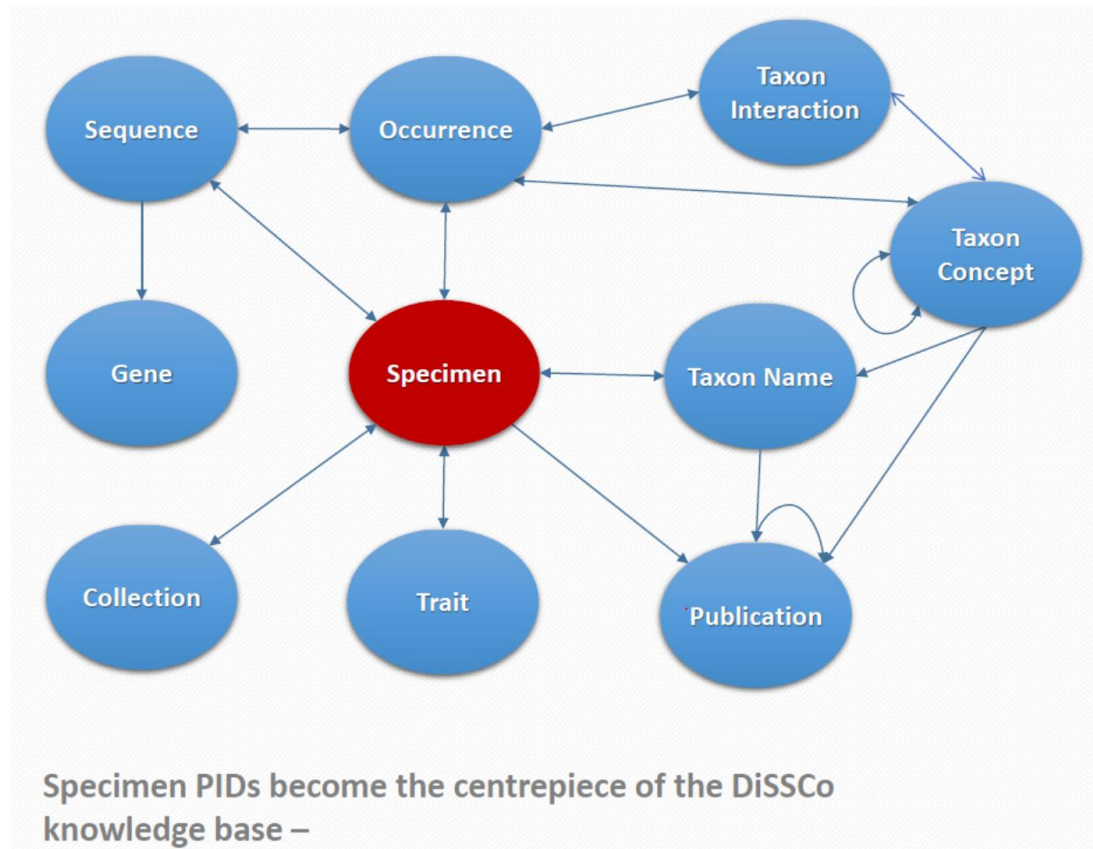 Taxon
Interaction
Sequence
Occurrence
Taxon
Concept
Gene
Specimen
Taxon Name
Collection
Trait
Publication
Specimen PIDs become the centrepiece of the DiSSCo
knowledge base –